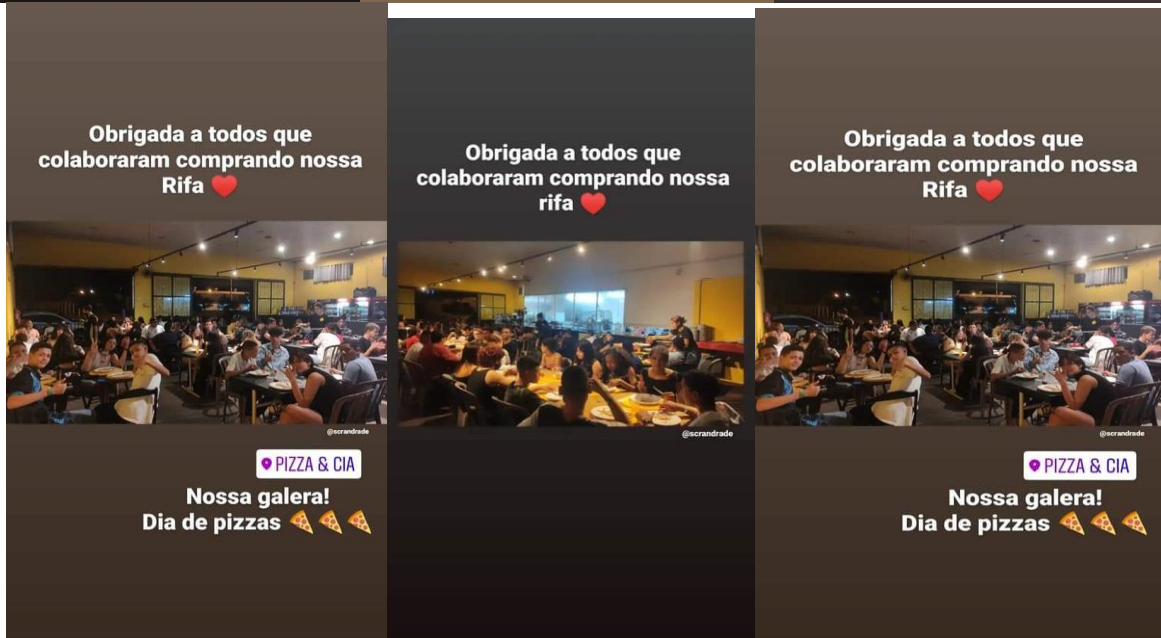 Obrigada a todos que
colaboraram comprando nossa
Rifa ❤️
@scrandrade
PIZZA & CIA
Nossa galera!
Dia de pizzas 🍕🍕🍕
Obrigada a todos que
colaboraram comprando nossa
rifa ❤️
@scrandrade
Obrigada a todos que
colaboraram comprando nossa
Rifa ❤️
@scrandrade
PIZZA & CIA
Nossa galera!
Dia de pizzas 🍕🍕🍕